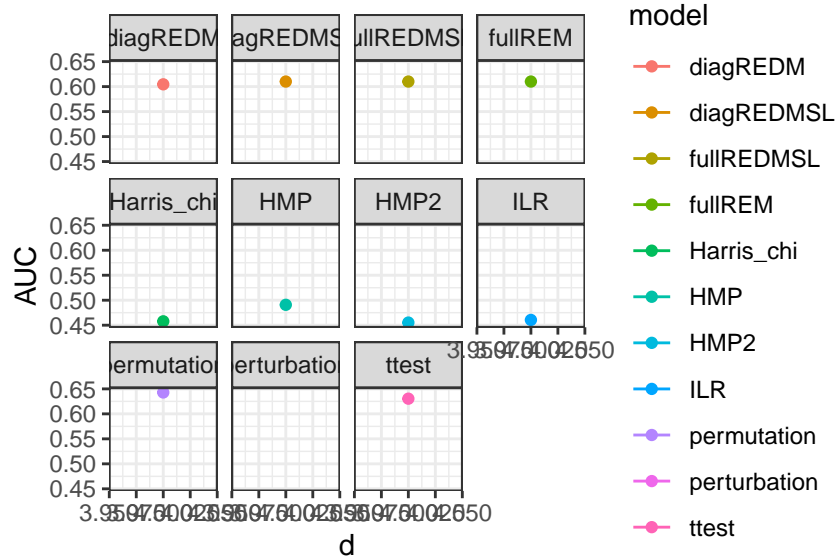 model
diagREDM
agREDMS
ullREDMS
fullREM
0.65
0.60
0.55
0.50
0.45
Harris_chi
HMP
HMP2
ILR
0.65
0.60
0.55
0.50
0.45
permutation
perturbation
ttest
0.65
0.60
0.55
0.50
0.45
AUC
d
diagREDM
diagREDMSL
fullREDMSL
fullREM
Harris_chi
HMP
HMP2
ILR
permutation
perturbation
ttest